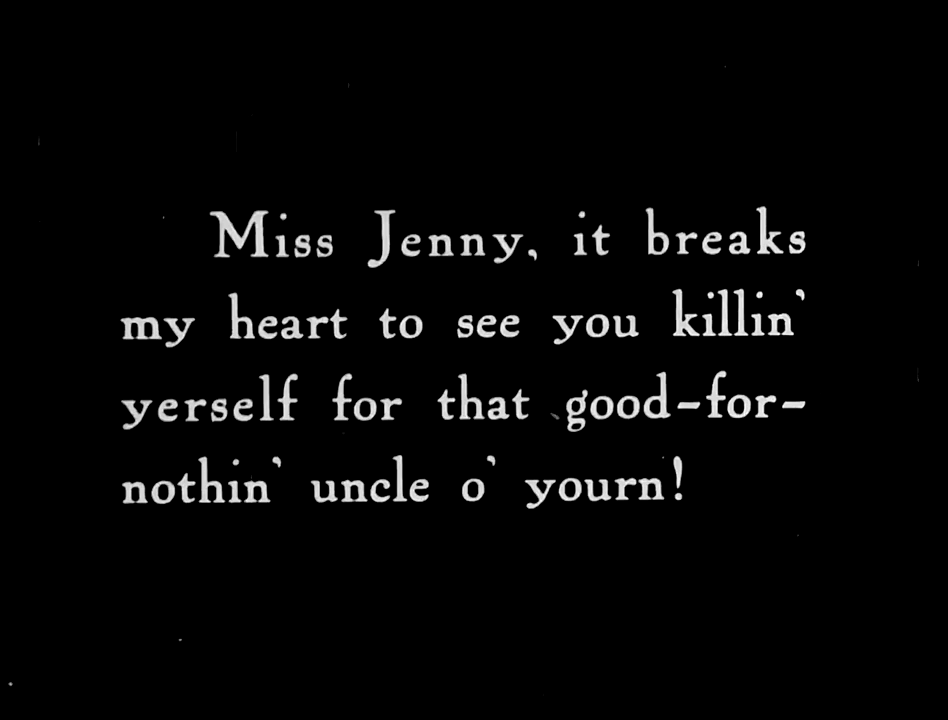 Miss Jenny, it breaks
my heart to see you killin'
yerself for that good-for-
nothin' uncle o' yourn!